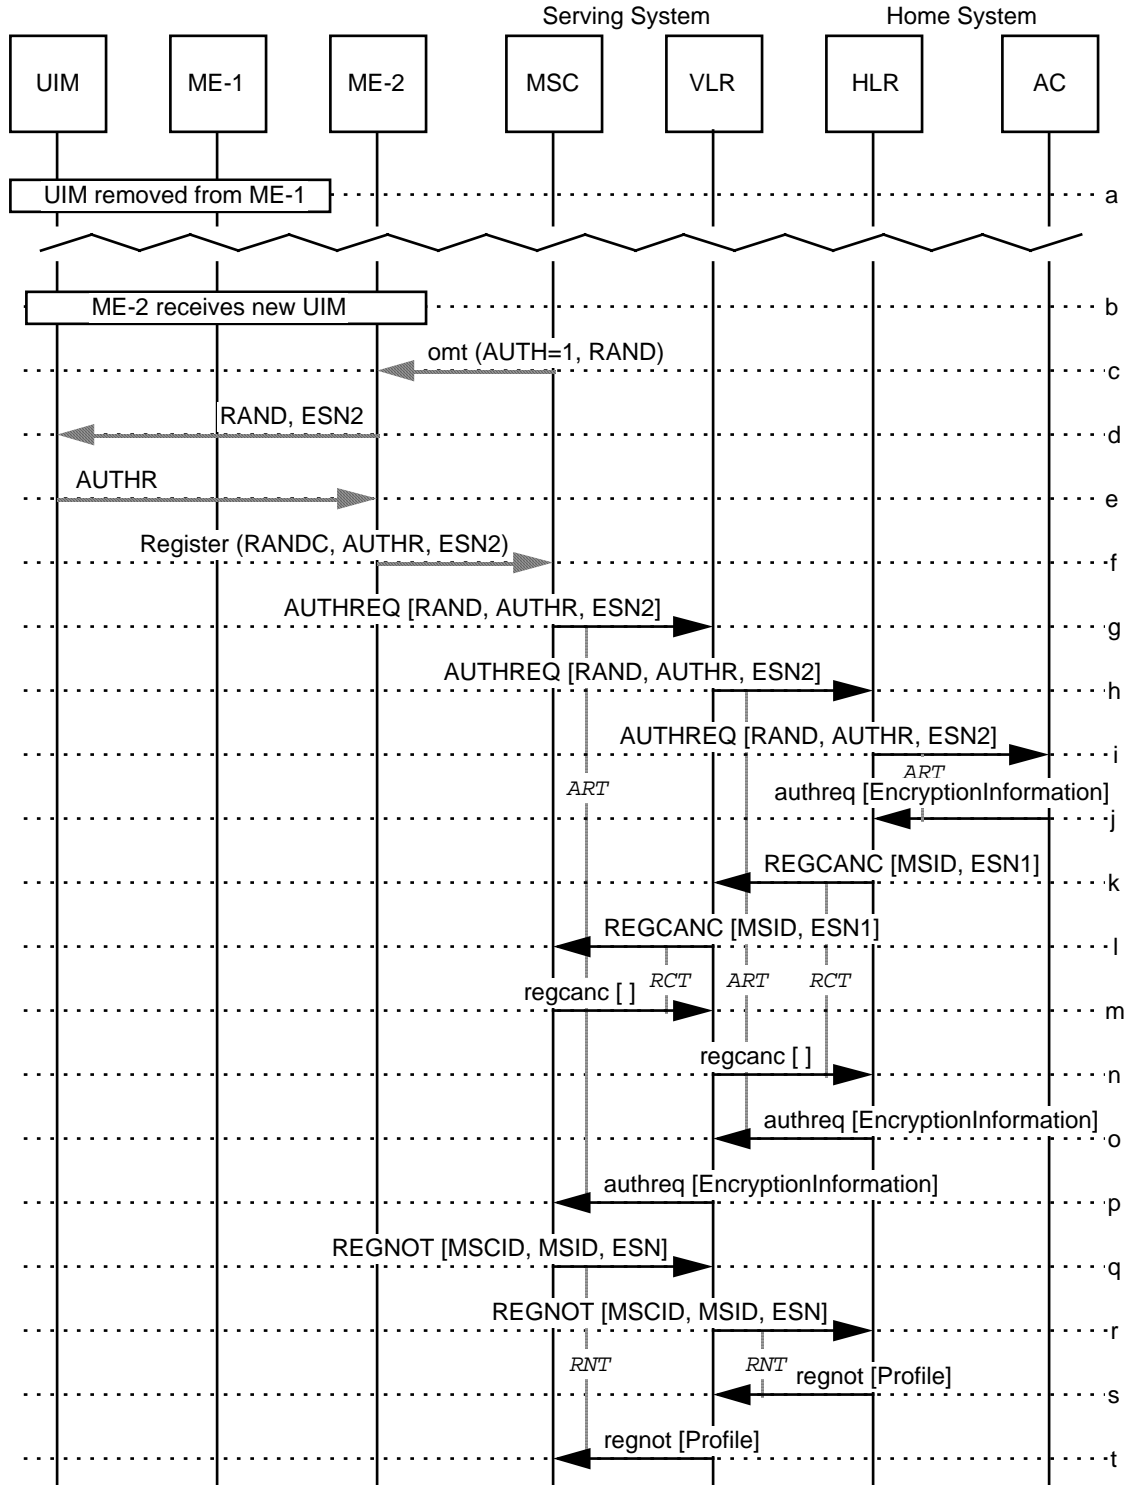 Serving System Home System
UIM ME-1 ME-2 MSC VLR HLR AC
UIM removed from ME-1 a
ME-2 receives new UIM b
omt (AUTH=1, RAND)
c
RAND, ESN2
d
AUTHR
e
Register (RANDC, AUTHR, ESN2)
f
AUTHREQ [RAND, AUTHR, ESN2]
g
AUTHREQ [RAND, AUTHR, ESN2]
h
AUTHREQ [RAND, AUTHR, ESN2]
i
ART ART
authreq [EncryptionInformation]
j
REGCANC [MSID, ESN1]
k
REGCANC [MSID, ESN1]
l
RCT ART RCT
regcanc [ ]
m
regcanc [ ]
n
authreq [EncryptionInformation]
o
authreq [EncryptionInformation]
p
REGNOT [MSCID, MSID, ESN]
q
REGNOT [MSCID, MSID, ESN]
r
RNT RNT
regnot [Profile]
s
regnot [Profile]
t